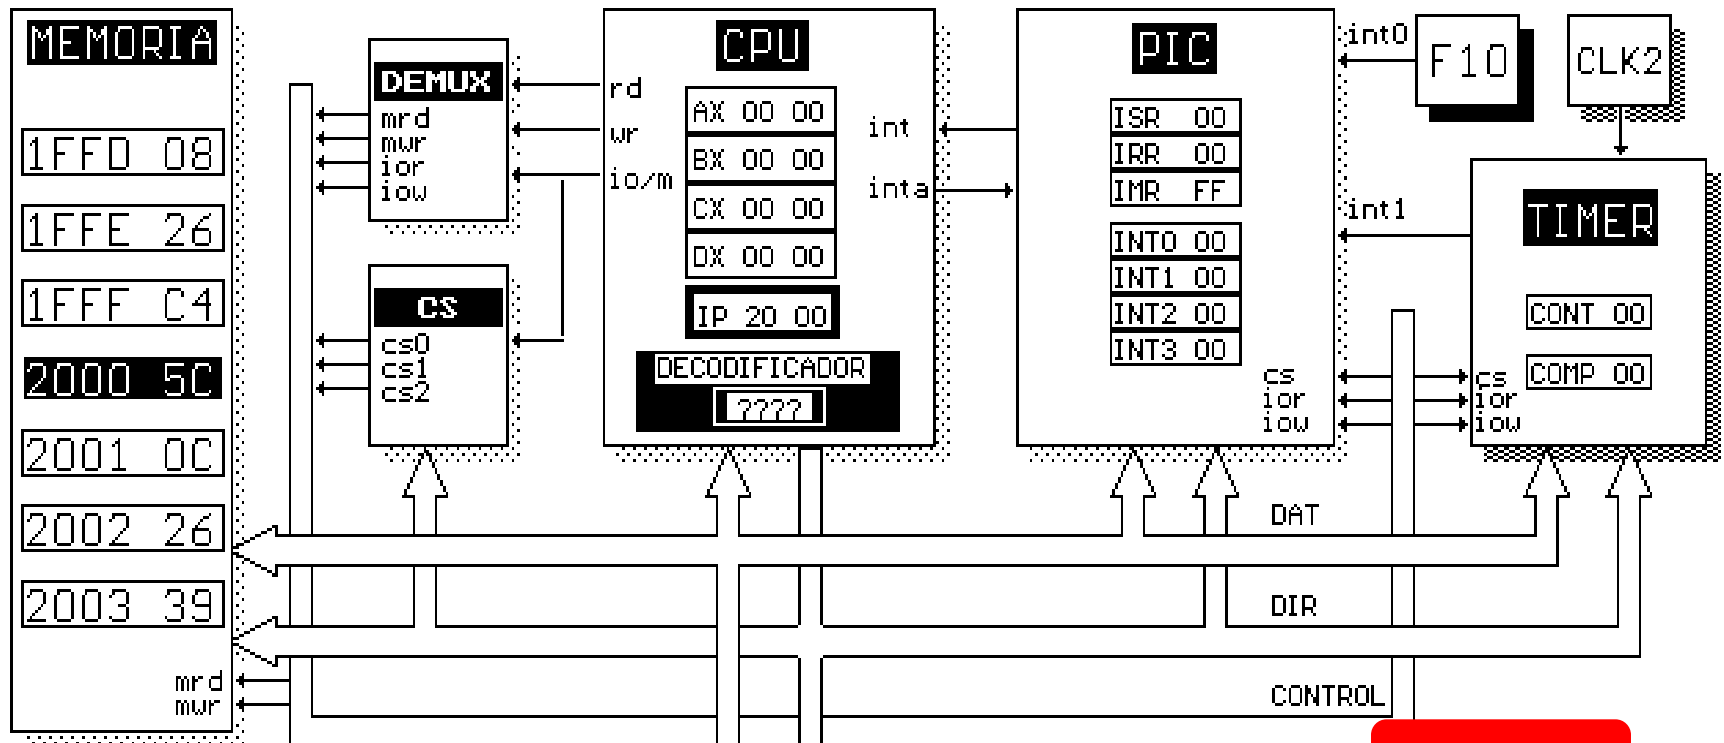 MEMORIA
1FFD 08
1FFE 26
1FFF C4
2000 5C
2001 0C
2002 26
2003 39
mrd
mwr
DEMUX
mrd
mwr
ior
iow
CS
cs0
cs1
cs2
CPU
rd
wr
io/m
AX 00 00
BX 00 00
CX 00 00
DX 00 00
IP 20 00
DECODIFICADOR
????
int
inta
PIC
ISR 00
IRR 00
IMR FF
INT0 00
INT1 00
INT2 00
INT3 00
cs
ior
iow
int0
F10
CLK2
int1
TIMER
CONT 00
COMP 00
cs
ior
iow
DAT
DIR
CONTROL